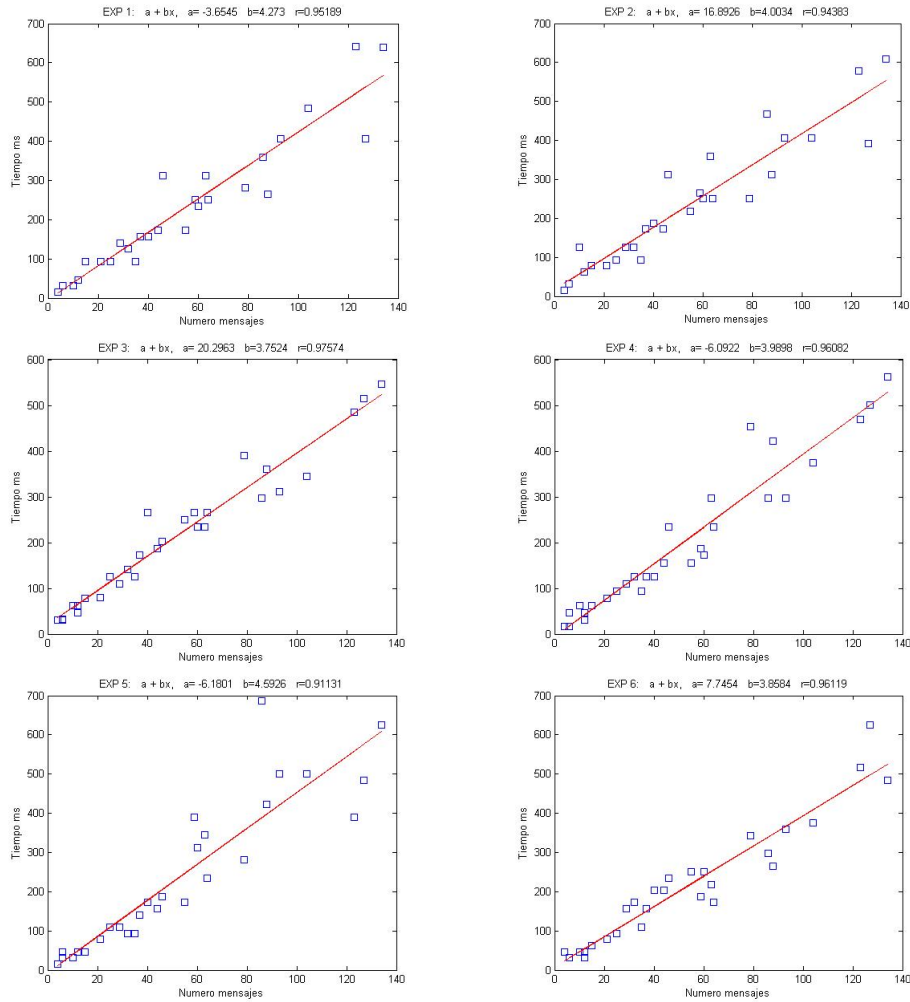 EXP 1: a + bx, a= -3.6545 b=4.273 r=0.95189
700
600
500
400
300
200
100
0
Tiempo ms
0 20 40 60 80 100 120 140
Numero mensajes
EXP 2: a + bx, a= 16.8926 b=4.0034 r=0.94383
700
600
500
400
300
200
100
0
Tiempo ms
0 20 40 60 80 100 120 140
Numero mensajes
EXP 3: a + bx, a= 20.2963 b=3.7524 r=0.97574
600
500
400
300
200
100
0
Tiempo ms
0 20 40 60 80 100 120 140
Numero mensajes
EXP 4: a + bx, a= -6.0922 b=3.9898 r=0.96082
600
500
400
300
200
100
0
Tiempo ms
0 20 40 60 80 100 120 140
Numero mensajes
EXP 5: a + bx, a= -6.1801 b=4.5926 r=0.91131
700
600
500
400
300
200
100
0
Tiempo ms
0 20 40 60 80 100 120 140
Numero mensajes
EXP 6: a + bx, a= 7.7454 b=3.8584 r=0.96119
700
600
500
400
300
200
100
0
Tiempo ms
0 20 40 60 80 100 120 140
Numero mensajes